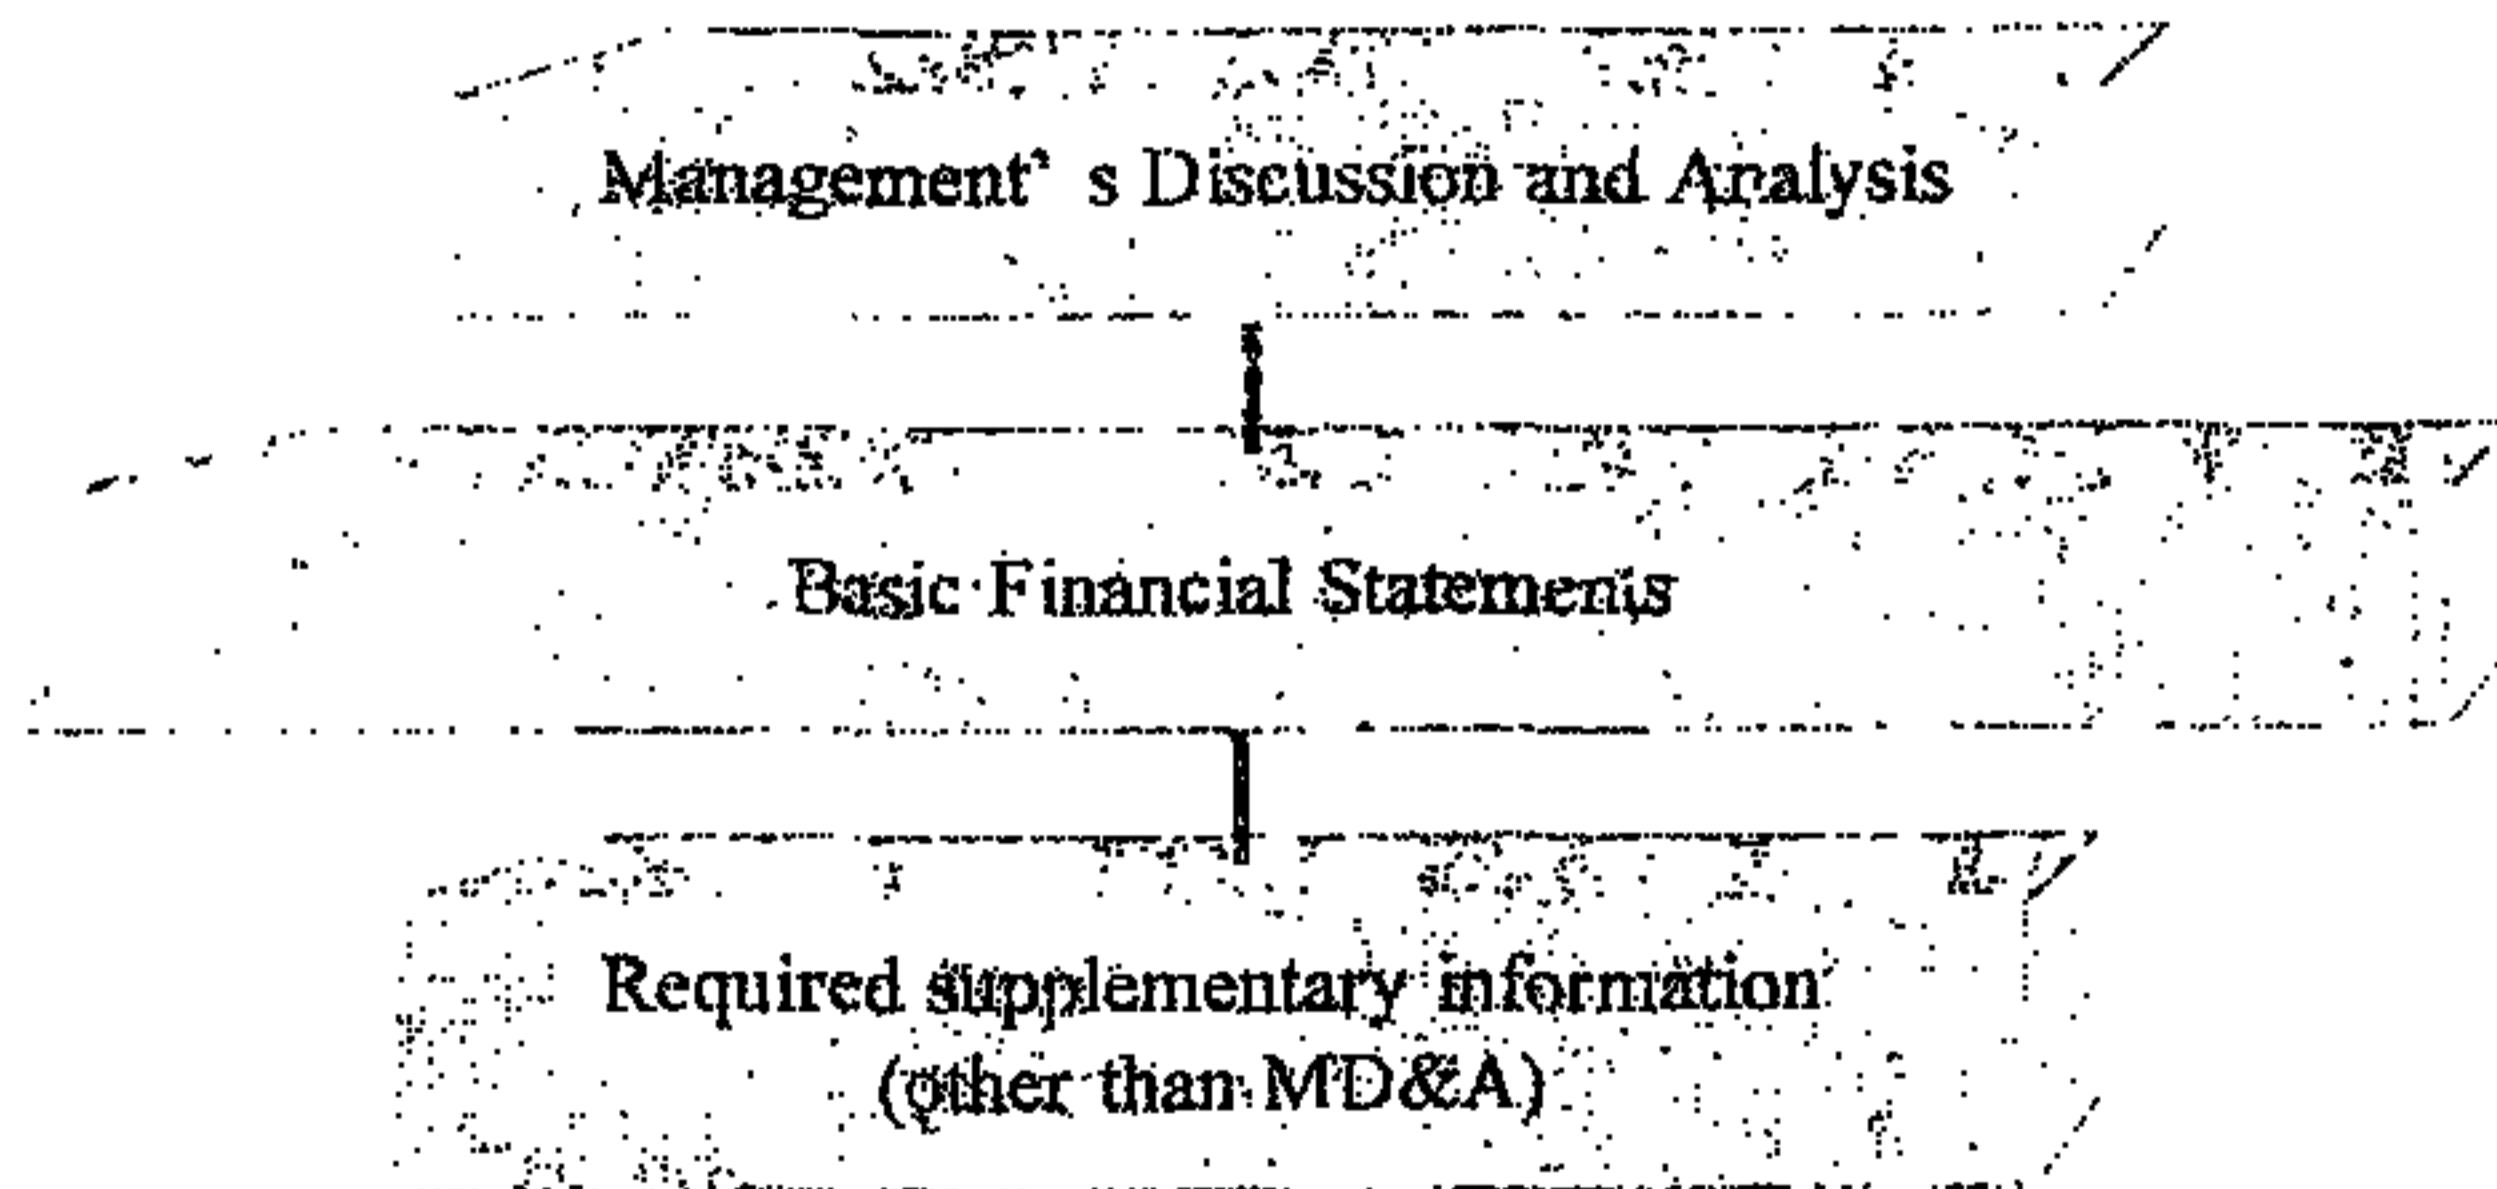 Management's Discussion and Analysis
Basic Financial Statements
Required supplementary information
(other than MD&A)